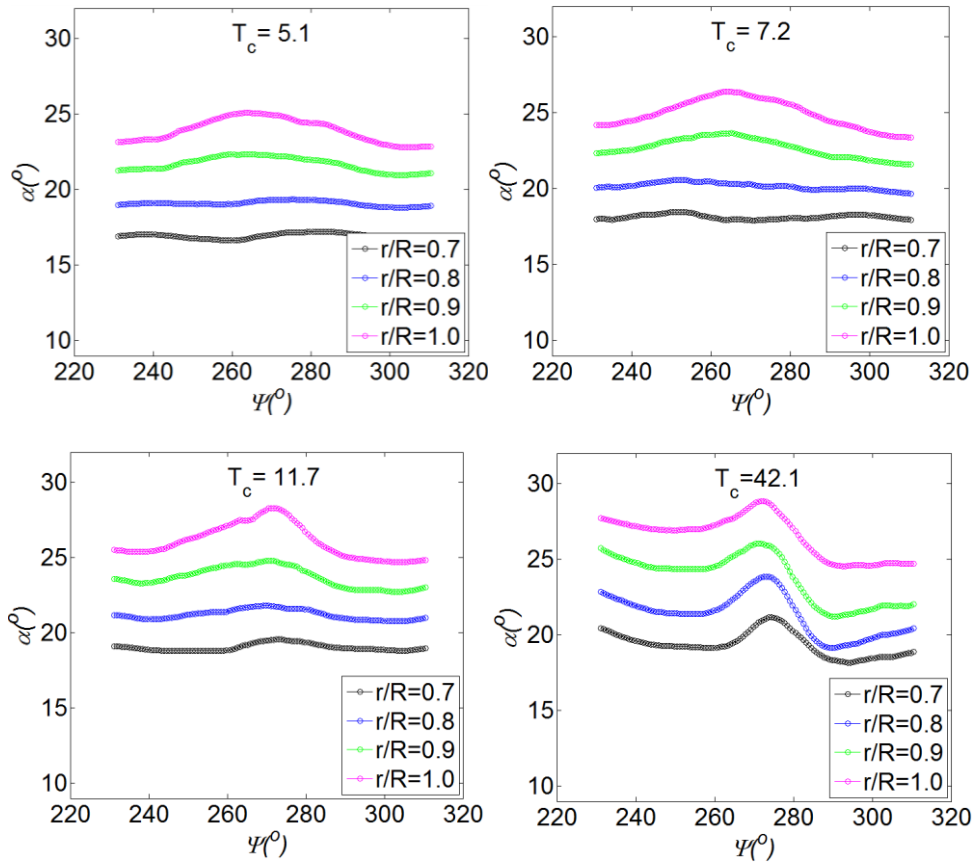 T_c= 5.1
30
25
20
15
10
α(º)
r/R=0.7
r/R=0.8
r/R=0.9
r/R=1.0
220 240 260 280 300 320
Ψ(º)
T_c= 7.2
30
25
20
15
10
α(º)
r/R=0.7
r/R=0.8
r/R=0.9
r/R=1.0
220 240 260 280 300 320
Ψ(º)
T_c= 11.7
30
25
20
15
10
α(º)
r/R=0.7
r/R=0.8
r/R=0.9
r/R=1.0
220 240 260 280 300 320
Ψ(º)
T_c=42.1
30
25
20
15
10
α(º)
r/R=0.7
r/R=0.8
r/R=0.9
r/R=1.0
220 240 260 280 300 320
Ψ(º)